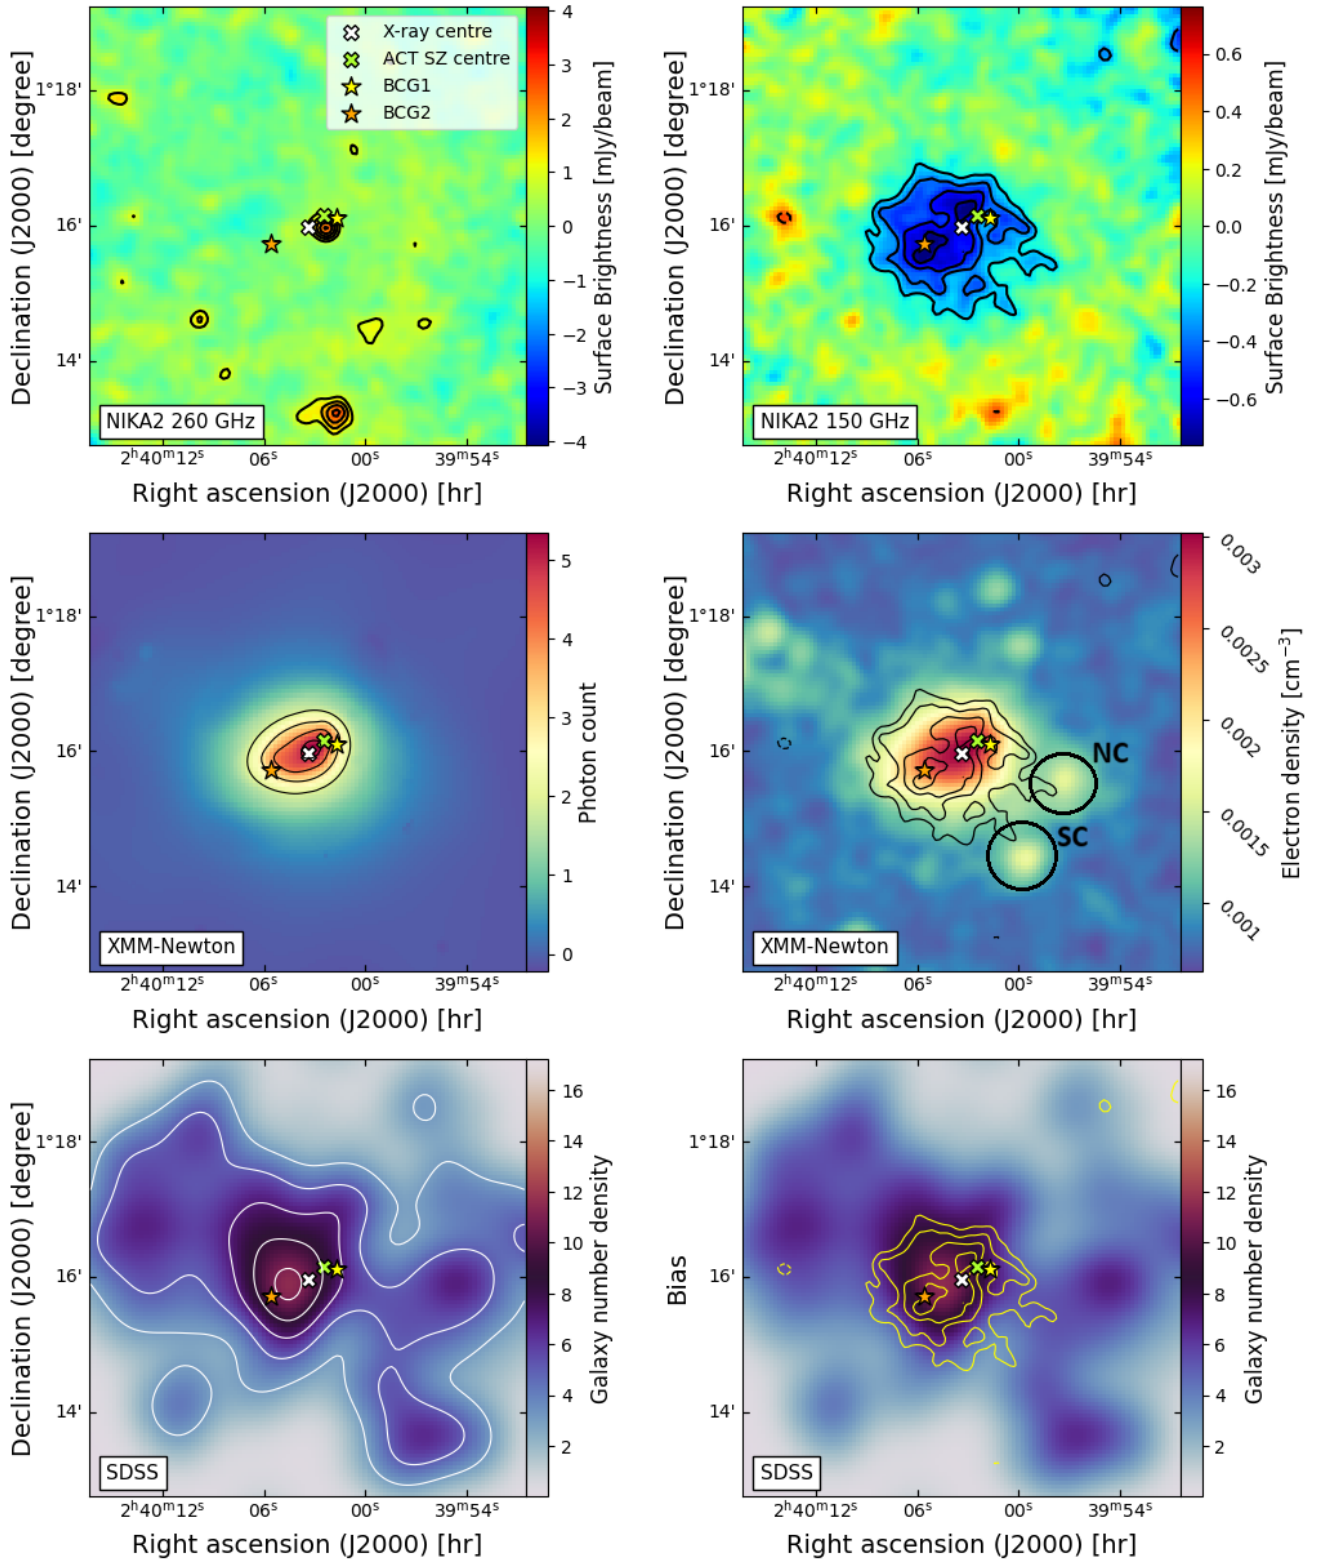 X-ray centre
ACT SZ centre
BCG1
BCG2
1°18'
16'
14'
Declination (J2000) [degree]
NIKA2 260 GHz
2ʰ40ᵐ12ˢ 06ˢ 00ˢ 39ᵐ54ˢ
Right ascension (J2000) [hr]
4
3
2
1
0
−1
−2
−3
−4
Surface Brightness [mJy/beam]
1°18'
16'
14'
Declination (J2000) [degree]
NIKA2 150 GHz
2ʰ40ᵐ12ˢ 06ˢ 00ˢ 39ᵐ54ˢ
Right ascension (J2000) [hr]
0.6
0.4
0.2
0.0
−0.2
−0.4
−0.6
Surface Brightness [mJy/beam]
1°18'
16'
14'
Declination (J2000) [degree]
XMM-Newton
2ʰ40ᵐ12ˢ 06ˢ 00ˢ 39ᵐ54ˢ
Right ascension (J2000) [hr]
5
4
3
2
1
0
Photon count
1°18'
16'
14'
Declination (J2000) [degree]
NC
SC
XMM-Newton
2ʰ40ᵐ12ˢ 06ˢ 00ˢ 39ᵐ54ˢ
Right ascension (J2000) [hr]
0.003
0.0025
0.002
0.0015
0.001
Electron density [cm⁻³]
1°18'
16'
14'
Declination (J2000) [degree]
SDSS
2ʰ40ᵐ12ˢ 06ˢ 00ˢ 39ᵐ54ˢ
Right ascension (J2000) [hr]
16
14
12
10
8
6
4
2
Galaxy number density
1°18'
16'
14'
Bias
SDSS
2ʰ40ᵐ12ˢ 06ˢ 00ˢ 39ᵐ54ˢ
Right ascension (J2000) [hr]
16
14
12
10
8
6
4
2
Galaxy number density